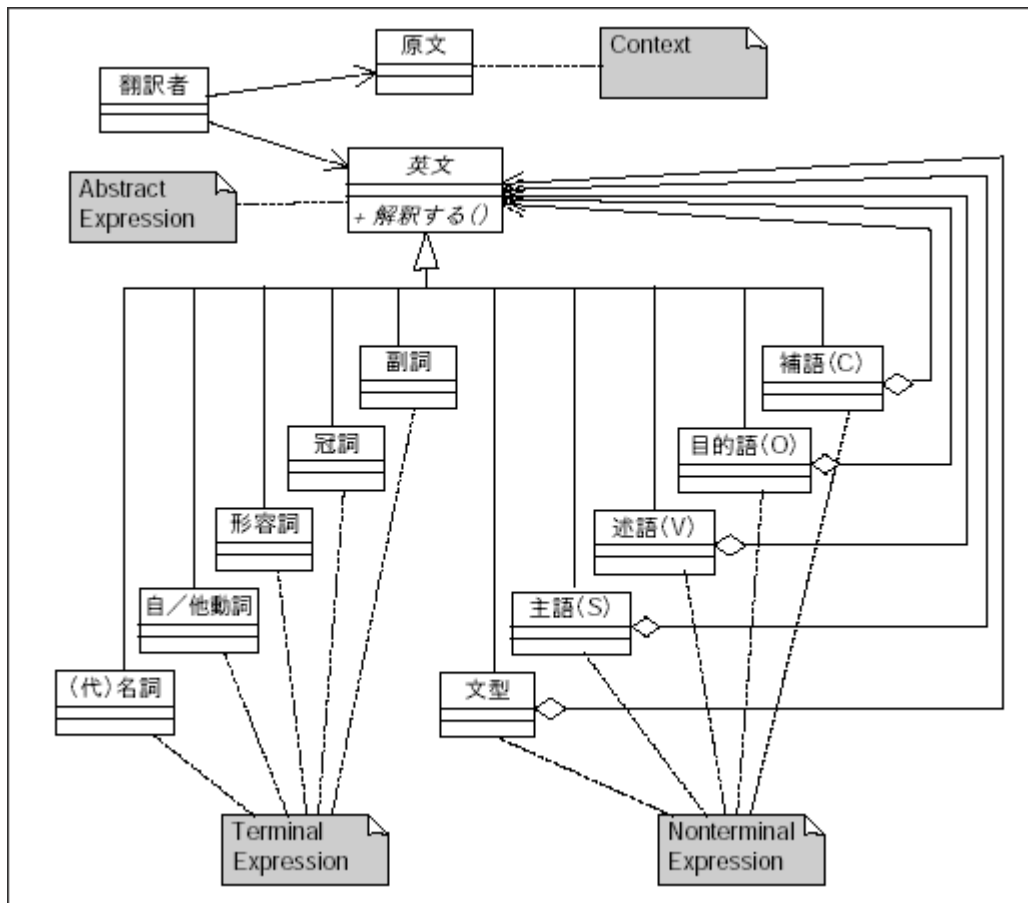 原文
Context
翻訳者
英文
+ 解釈する()
Abstract
Expression
副詞
補語(C)
冠詞
目的語(O)
形容詞
述語(V)
自／他動詞
主語(S)
(代)名詞
文型
Terminal
Expression
Nonterminal
Expression